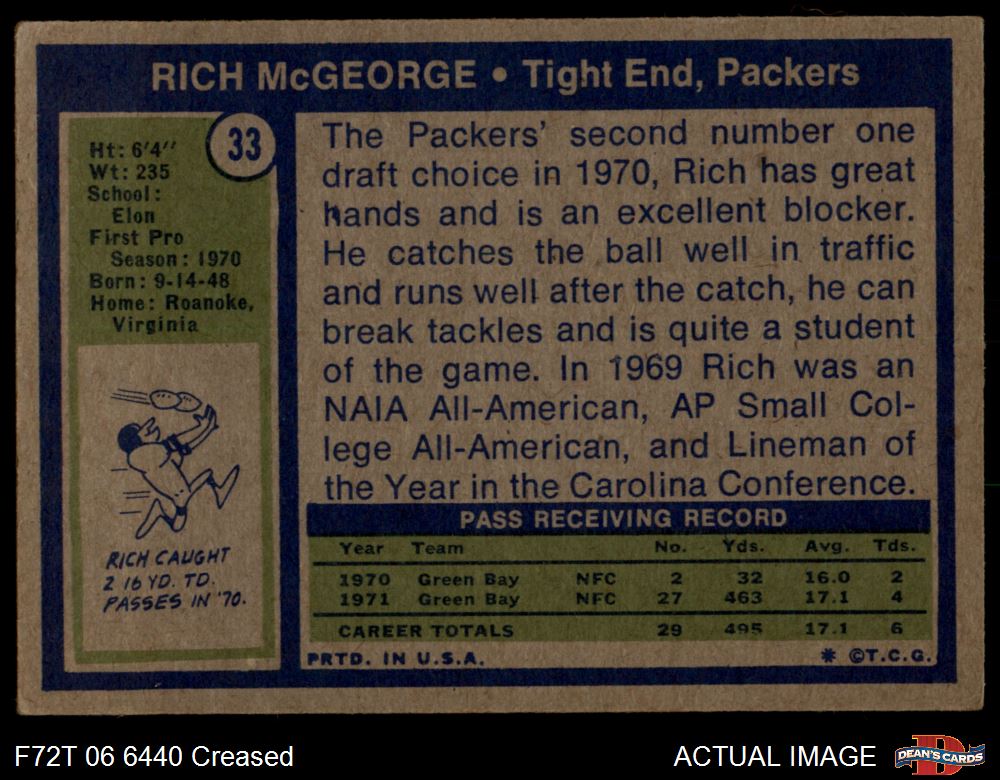 RICH McGEORGE • Tight End, Packers
33
Ht: 6'4''
Wt: 235
School:
Elon
First Pro
Season: 1970
Born: 9-14-48
Home: Roanoke,
Virginia
RICH CAUGHT
2 16 YD. TD.
PASSES IN '70.
The Packers' second number one
draft choice in 1970, Rich has great
hands and is an excellent blocker.
He catches the ball well in traffic
and runs well after the catch, he can
break tackles and is quite a student
of the game. In 1969 Rich was an
NAIA All-American, AP Small Col-
lege All-American, and Lineman of
the Year in the Carolina Conference.
PASS RECEIVING RECORD
Year Team No. Yds. Avg. Tds.
1970 Green Bay NFC 2 32 16.0 2
1971 Green Bay NFC 27 463 17.1 4
CAREER TOTALS 29 495 17.1 6
PRTD. IN U.S.A. * ©T.C.G.
F72T 06 6440 Creased
ACTUAL IMAGE
DEAN'S CARDS